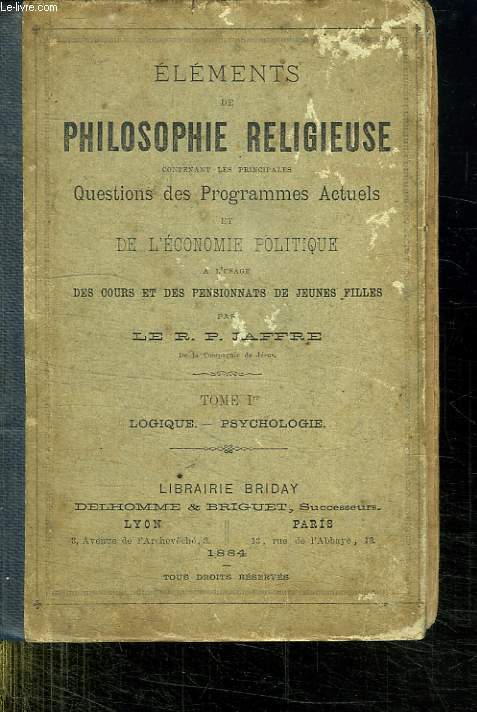 www.Le-livre.com
ÉLÉMENTS
DE
PHILOSOPHIE RELIGIEUSE
CONTENANT LES PRINCIPALES
Questions des Programmes Actuels
ET
DE L'ÉCONOMIE POLITIQUE
A L'USAGE
DES COURS ET DES PENSIONNATS DE JEUNES FILLES
PAR
LE R. P. JAFFRE
De la Compagnie de Jésus.
TOME Ier
LOGIQUE. — PSYCHOLOGIE.
LIBRAIRIE BRIDAY
DELHOMME & BRIGUET, Successeurs.
LYON PARIS
3, Avenue de l'Archevêché, 3. 13, rue de l'Abbaye, 13
1884
TOUS DROITS RÉSERVÉS